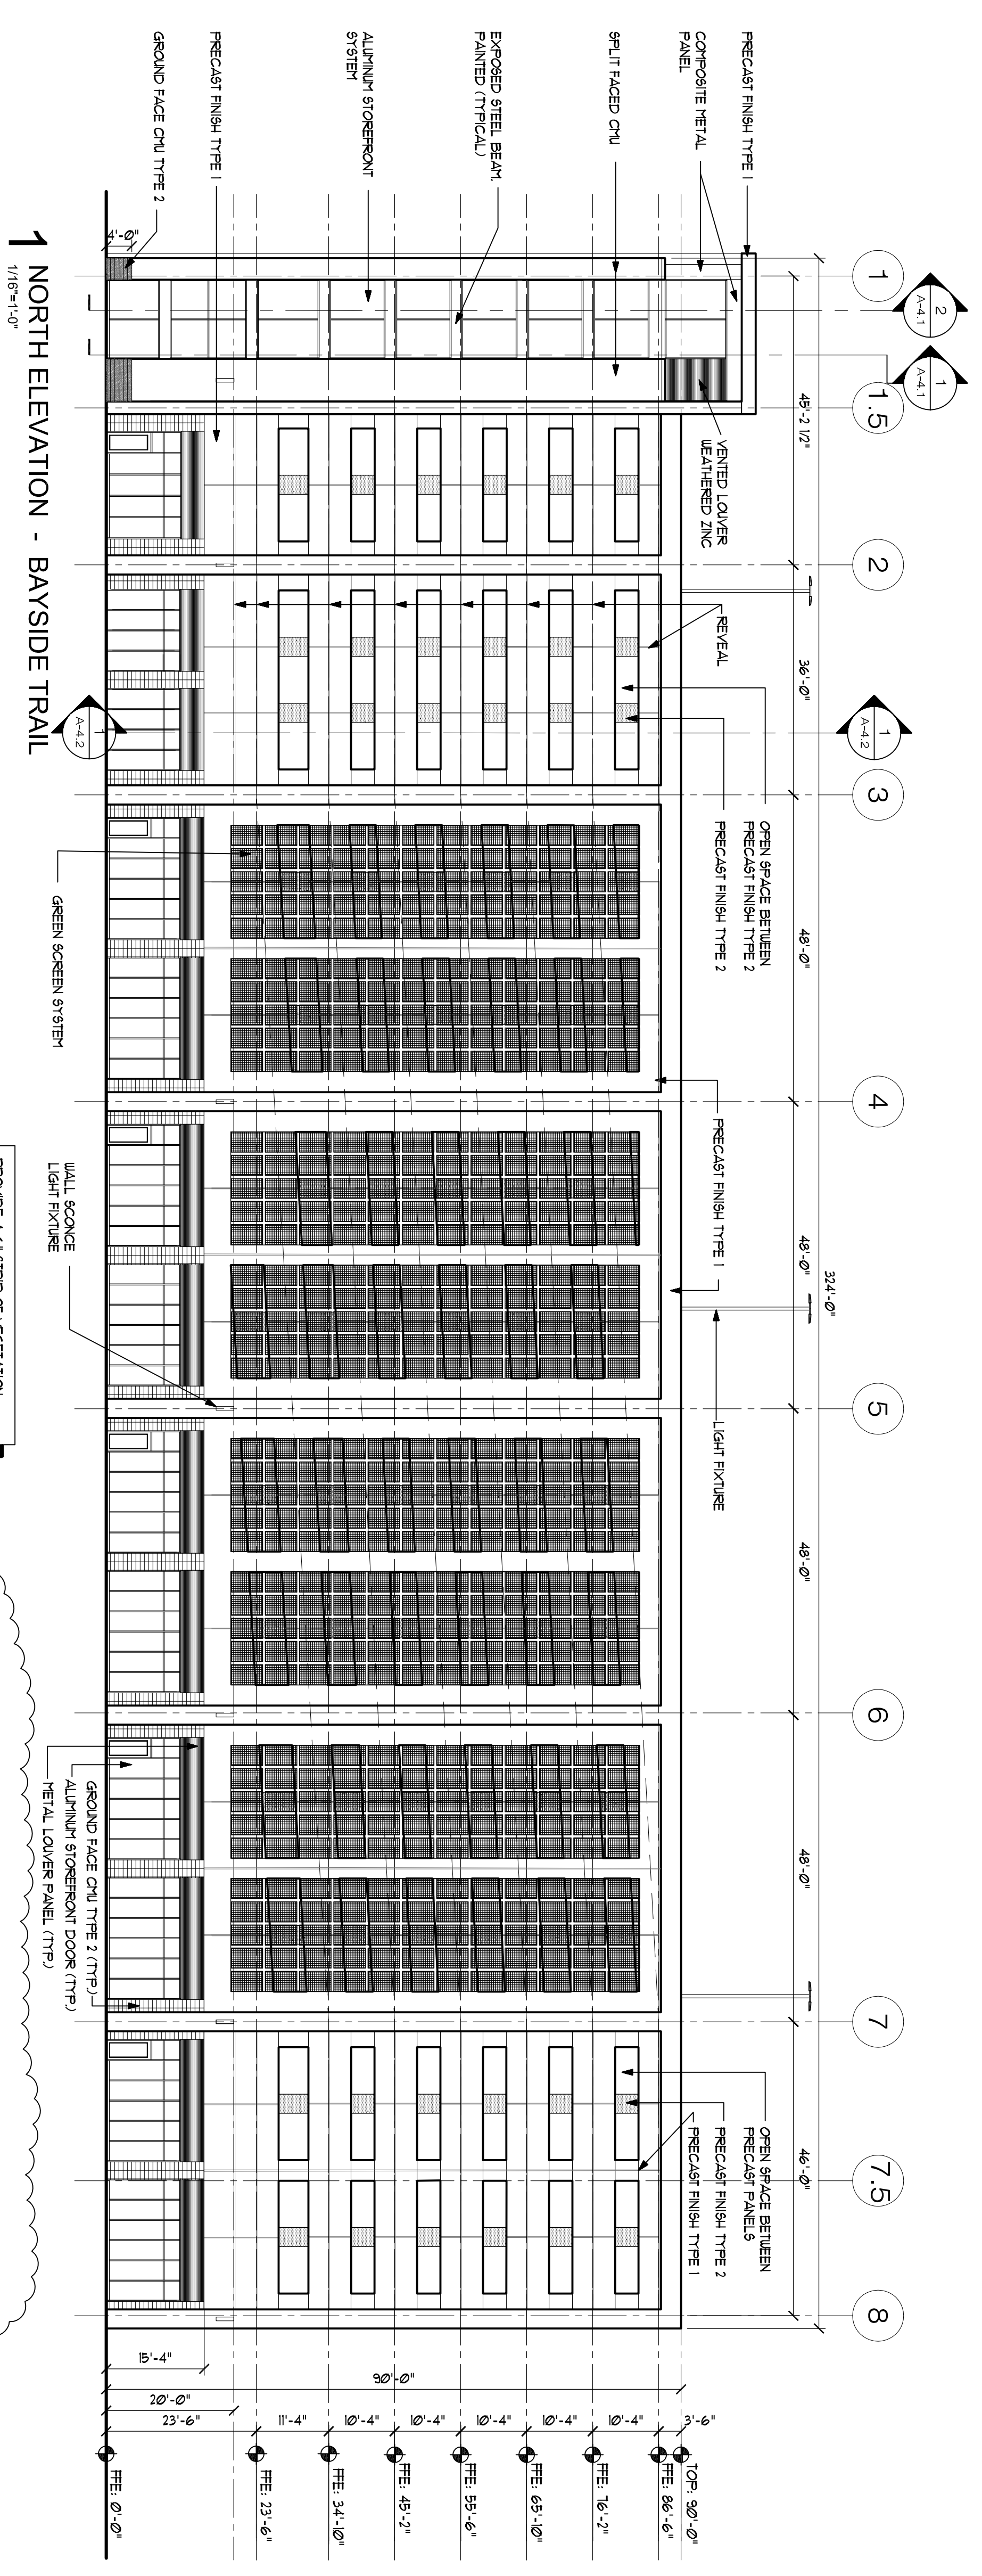 1
2
A-4.1
1
A-4.1
1.5
2
3
4
5
6
7
7.5
8
1
A-4.2
324'-0"
45'-2 1/2"
36'-0"
48'-0"
48'-0"
48'-0"
48'-0"
46'-0"
PRECAST FINISH TYPE 1
COMPOSITE METAL
PANEL
SPLIT FACED CMU
EXPOSED STEEL BEAM.
PAINTED (TYPICAL)
ALUMINUM STOREFRONT
SYSTEM
PRECAST FINISH TYPE 1
GROUND FACE CMU TYPE 2
4'-0"
VENTED LOUVER
WEATHERED ZINC
REVEAL
OPEN SPACE BETWEEN
PRECAST FINISH TYPE 2
PRECAST FINISH TYPE 2
PRECAST FINISH TYPE 1
LIGHT FIXTURE
OPEN SPACE BETWEEN
PRECAST PANELS
PRECAST FINISH TYPE 2
PRECAST FINISH TYPE 1
3'-6"
10'-4"
10'-4"
10'-4"
10'-4"
10'-4"
11'-4"
23'-6"
20'-0"
15'-4"
90'-0"
TOP: 90'-0"
FFE: 86'-6"
FFE: 76'-2"
FFE: 65'-10"
FFE: 55'-6"
FFE: 45'-2"
FFE: 34'-10"
FFE: 23'-6"
FFE: 0'-0"
1
A-4.2
GREEN SCREEN SYSTEM
WALL SCONCE
LIGHT FIXTURE
GROUND FACE CMU TYPE 2 (TYP.)
ALUMINUM STOREFRONT DOOR (TYP.)
METAL LOUVER PANEL (TYP.)
1 NORTH ELEVATION - BAYSIDE TRAIL
1/16"=1'-0"